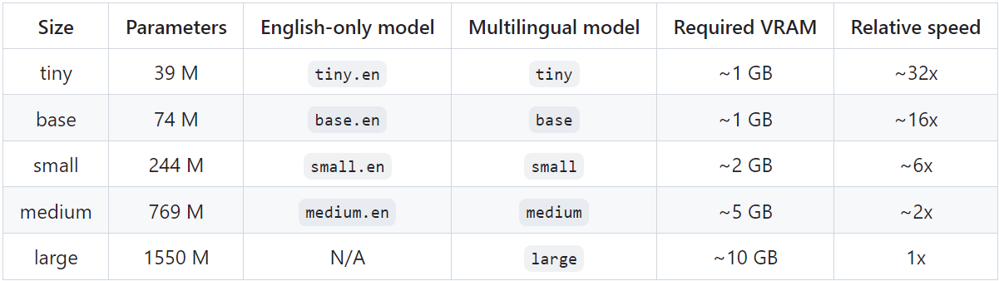 Size Parameters English-only model Multilingual model Required VRAM Relative speed
tiny 39 M tiny.en tiny ~1 GB ~32x
base 74 M base.en base ~1 GB ~16x
small 244 M small.en small ~2 GB ~6x
medium 769 M medium.en medium ~5 GB ~2x
large 1550 M N/A large ~10 GB 1x